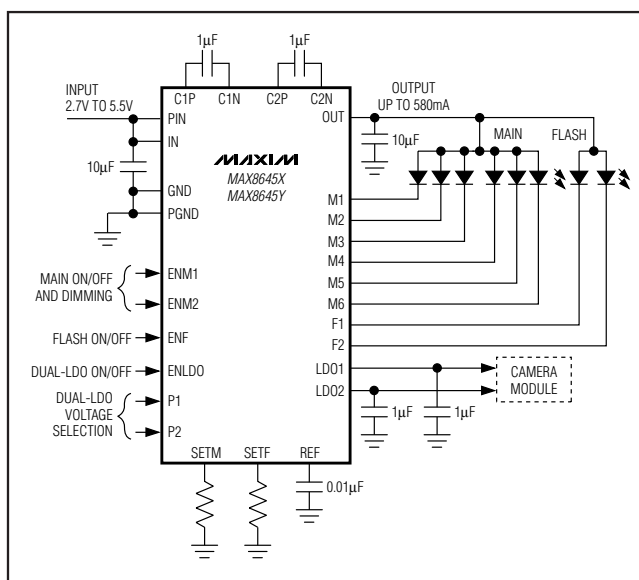 1µF
1µF
INPUT
2.7V TO 5.5V
C1P
C1N
C2P
C2N
OUTPUT
UP TO 580mA
PIN
OUT
IN
10µF
MAIN
FLASH
10µF
MAXIM
MAX8645X
MAX8645Y
GND
PGND
M1
M2
M3
M4
M5
M6
F1
F2
MAIN ON/OFF
AND DIMMING
ENM1
ENM2
FLASH ON/OFF
ENF
DUAL-LDO ON/OFF
ENLDO
DUAL-LDO
VOLTAGE
SELECTION
P1
P2
LDO1
LDO2
CAMERA
MODULE
1µF
1µF
SETM
SETF
REF
0.01µF